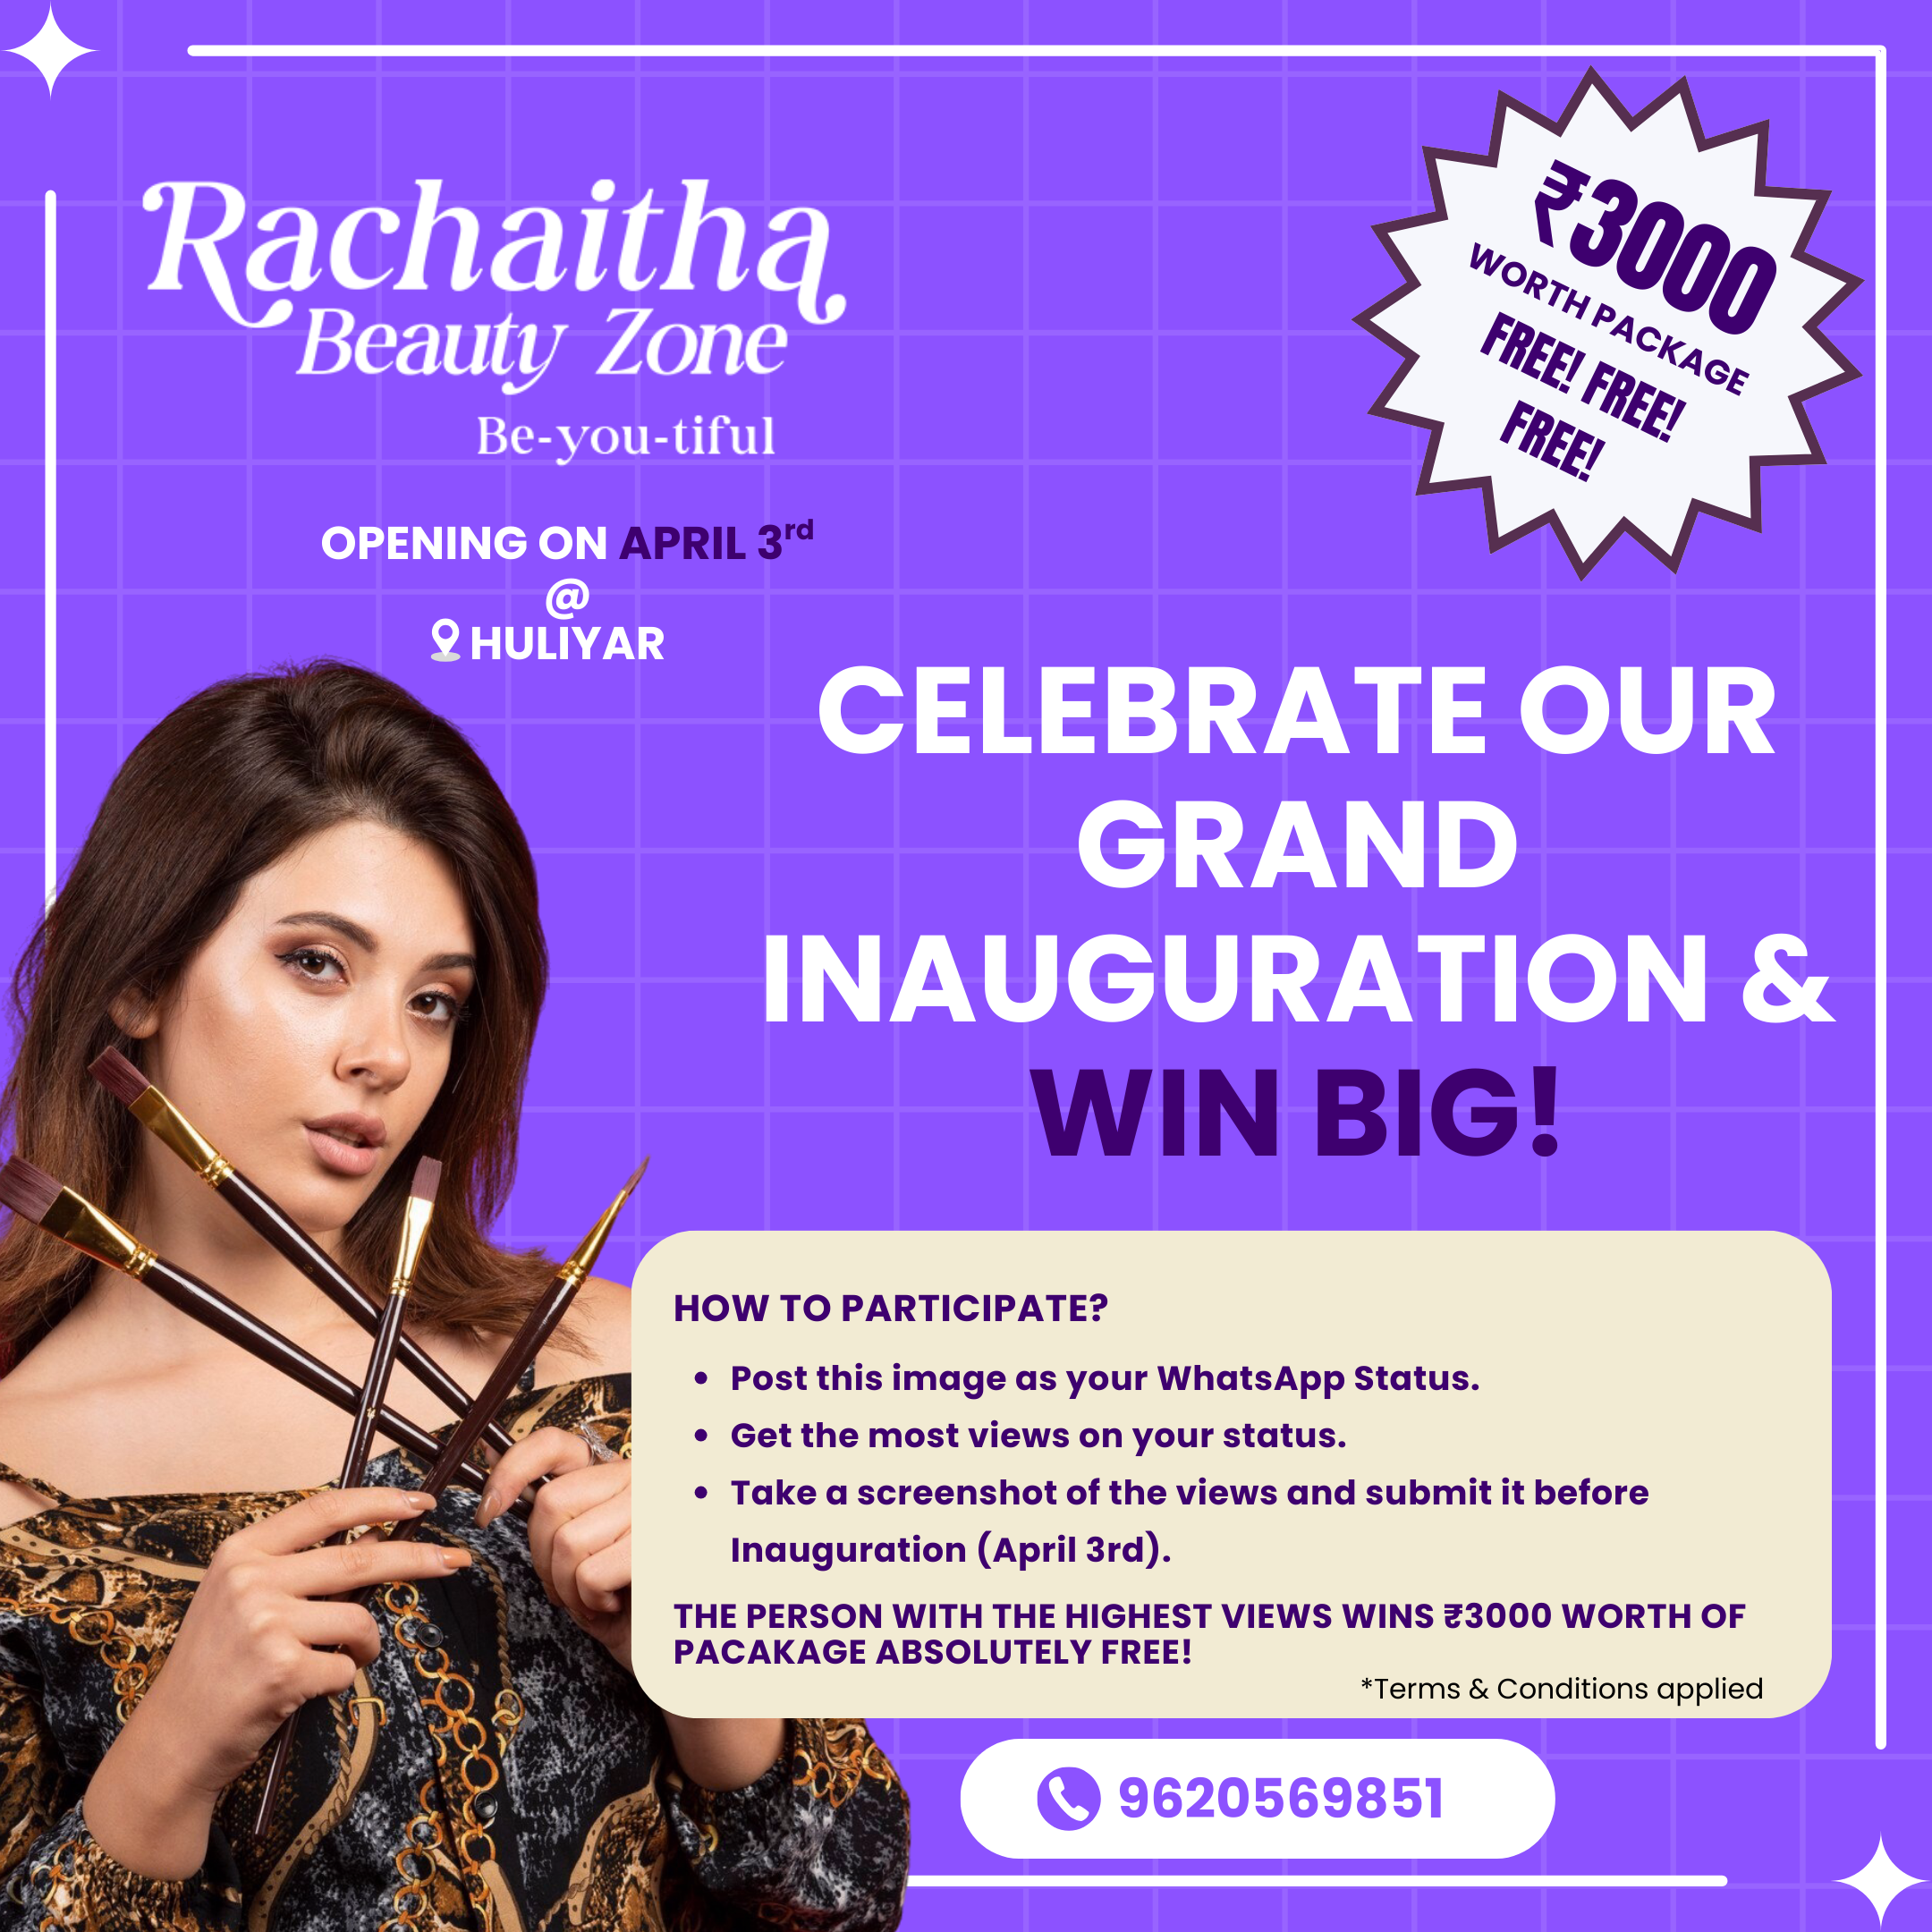 Rachaitha
Beauty Zone
Be-you-tiful
OPENING ON APRIL 3rd
@
HULIYAR
₹3000
WORTH PACKAGE
FREE! FREE!
FREE!
CELEBRATE OUR
GRAND
INAUGURATION &
WIN BIG!
HOW TO PARTICIPATE?
• Post this image as your WhatsApp Status.
• Get the most views on your status.
• Take a screenshot of the views and submit it before
Inauguration (April 3rd).
THE PERSON WITH THE HIGHEST VIEWS WINS ₹3000 WORTH OF
PACAKAGE ABSOLUTELY FREE!
*Terms & Conditions applied
9620569851